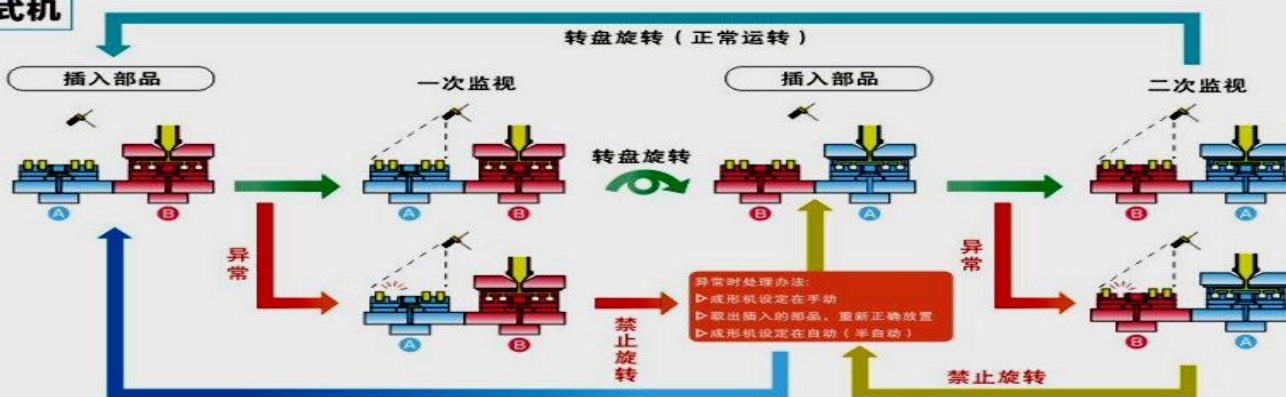 式机
转盘旋转（正常运转）
插入部品
一次监视
插入部品
二次监视
转盘旋转
A
B
A
B
B
A
B
A
异常
异常
异常时处理办法:
▷成形机设定在手动
▷取出插入的部品，重新正确放置
▷成形机设定在自动（半自动）
A
B
禁止旋转
B
A
禁止旋转